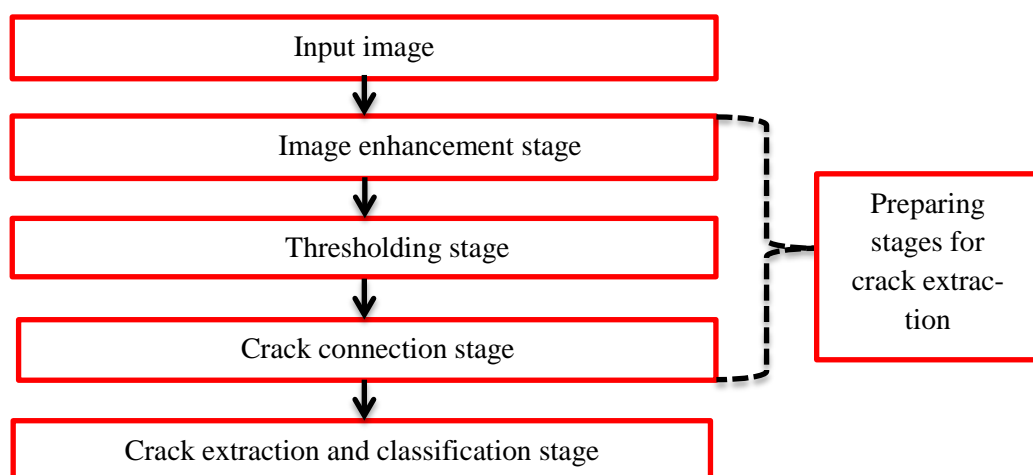 Input image
Image enhancement stage
Thresholding stage
Crack connection stage
Crack extraction and classification stage
Preparing
stages for
crack extrac-
tion